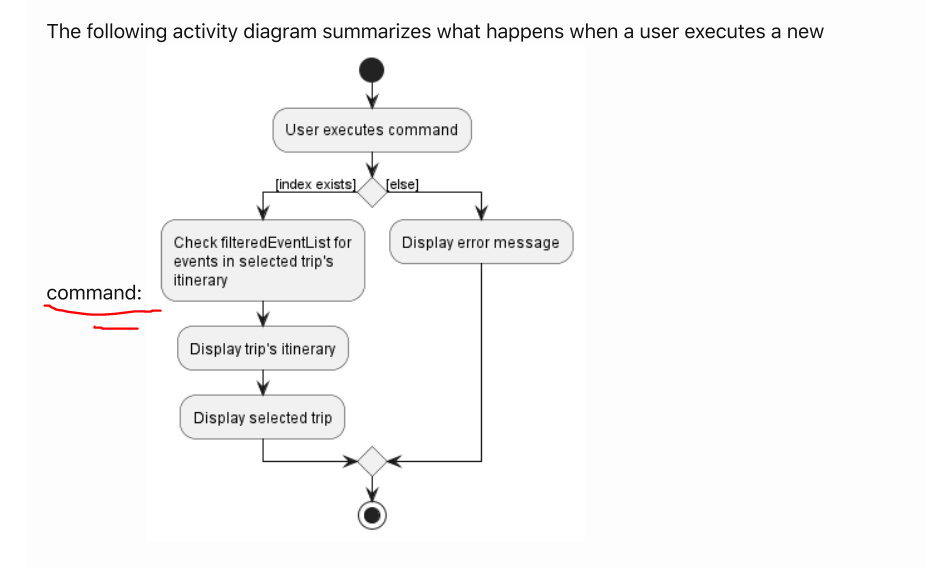 The following activity diagram summarizes what happens when a user executes a new
User executes command
[index exists]
[else]
Check filteredEventList for
events in selected trip's
itinerary
Display error message
command:
Display trip's itinerary
Display selected trip